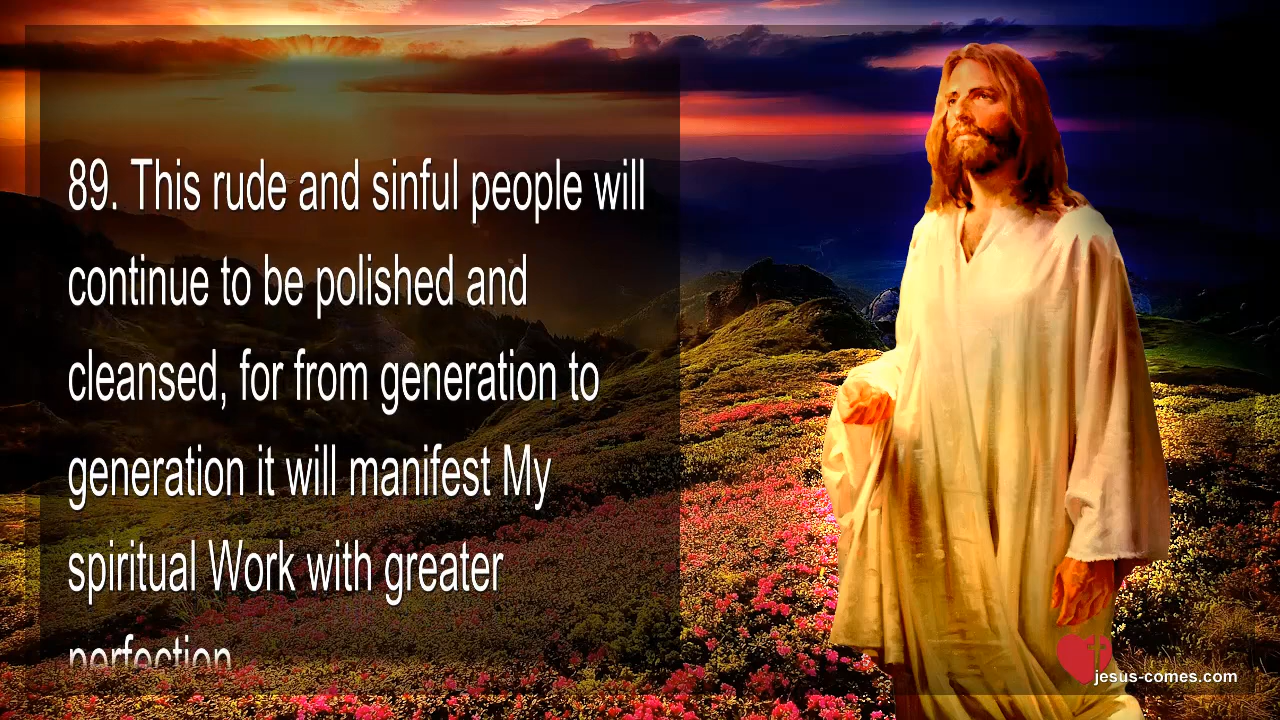 89. This rude and sinful people will
continue to be polished and
cleansed, for from generation to
generation it will manifest My
spiritual Work with greater
perfection
jesus-comes.com